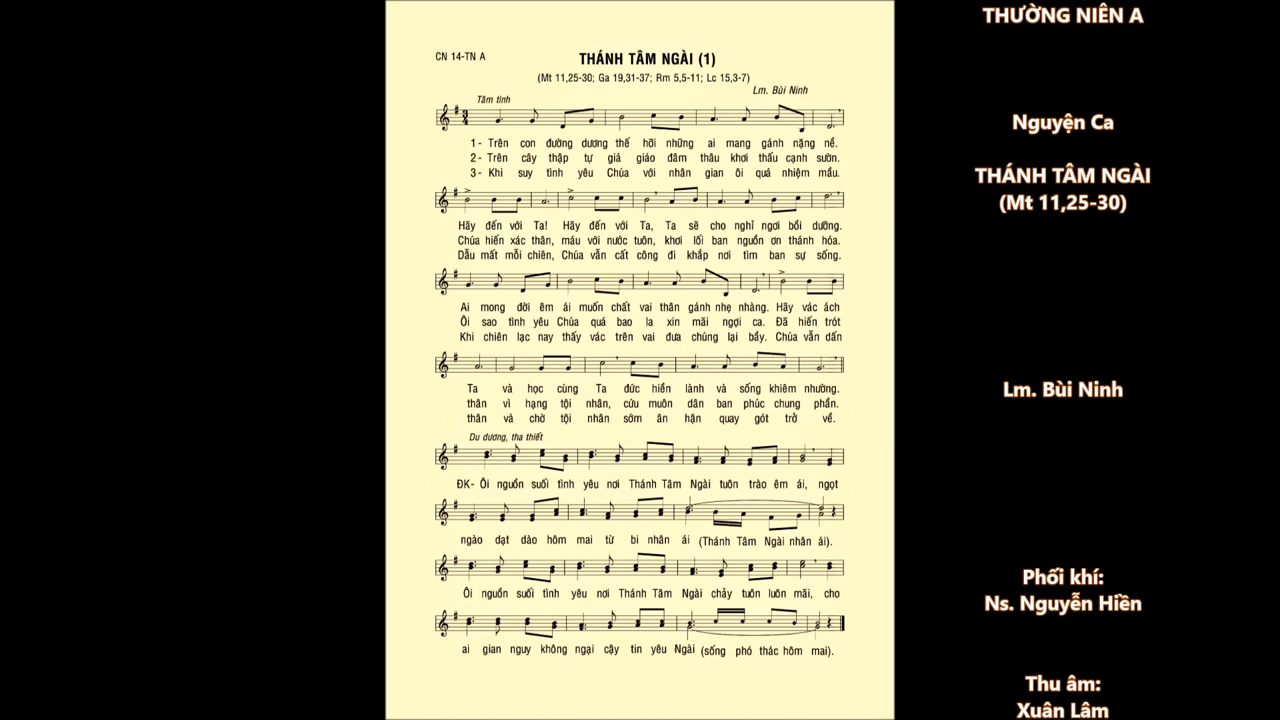 CN 14-TN A
THÁNH TÂM NGÀI (1)
(Mt 11,25-30; Ga 19,31-37; Rm 5,5-11; Lc 15,3-7)
Lm. Bùi Ninh
Tâm tình
1- Trên con đường dương thế hỡi những ai mang gánh nặng nề.
2- Trên cây thập tự giá giáo đâm thâu khơi thấu cạnh sườn.
3- Khi suy tình yêu Chúa với nhân gian ôi quá nhiệm mầu.
Hãy đến với Ta! Hãy đến với Ta, Ta sẽ cho nghỉ ngơi bồi dưỡng.
Chúa hiến xác thân, máu với nước tuôn, khơi lối ban nguồn ơn thánh hóa.
Dẫu mất mỗi chiên, Chúa vẫn cất công đi khắp nơi tìm ban sự sống.
Ai mong đời êm ái muốn chất vai thân gánh nhẹ nhàng. Hãy vác ách
Ôi sao tình yêu Chúa quá bao la xin mãi ngợi ca. Đã hiến trót
Khi chiên lạc nay thấy vác trên vai đưa chúng lại bầy. Chúa vẫn dấn
Ta và học cùng Ta đức hiền lành và sống khiêm nhường.
thân vì hạng tội nhân, cứu muôn dân ban phúc chung phần.
thân và chờ tội nhân sớm ăn hận quay gót trở về.
Du dương, tha thiết
ĐK- Ôi nguồn suối tình yêu nơi Thánh Tâm Ngài tuôn trào êm ái, ngọt
ngào dạt dào hôm mai từ bi nhân ái (Thánh Tâm Ngài nhân ái).
Ôi nguồn suối tình yêu nơi Thánh Tâm Ngài chảy tuôn luôn mãi, cho
ai gian nguy không ngại cậy tin yêu Ngài (sống phó thác hôm mai).
THƯỜNG NIÊN A
Nguyện Ca
THÁNH TÂM NGÀI
(Mt 11,25-30)
Lm. Bùi Ninh
Phối khí:
Ns. Nguyễn Hiền
Thu âm:
Xuân Lâm